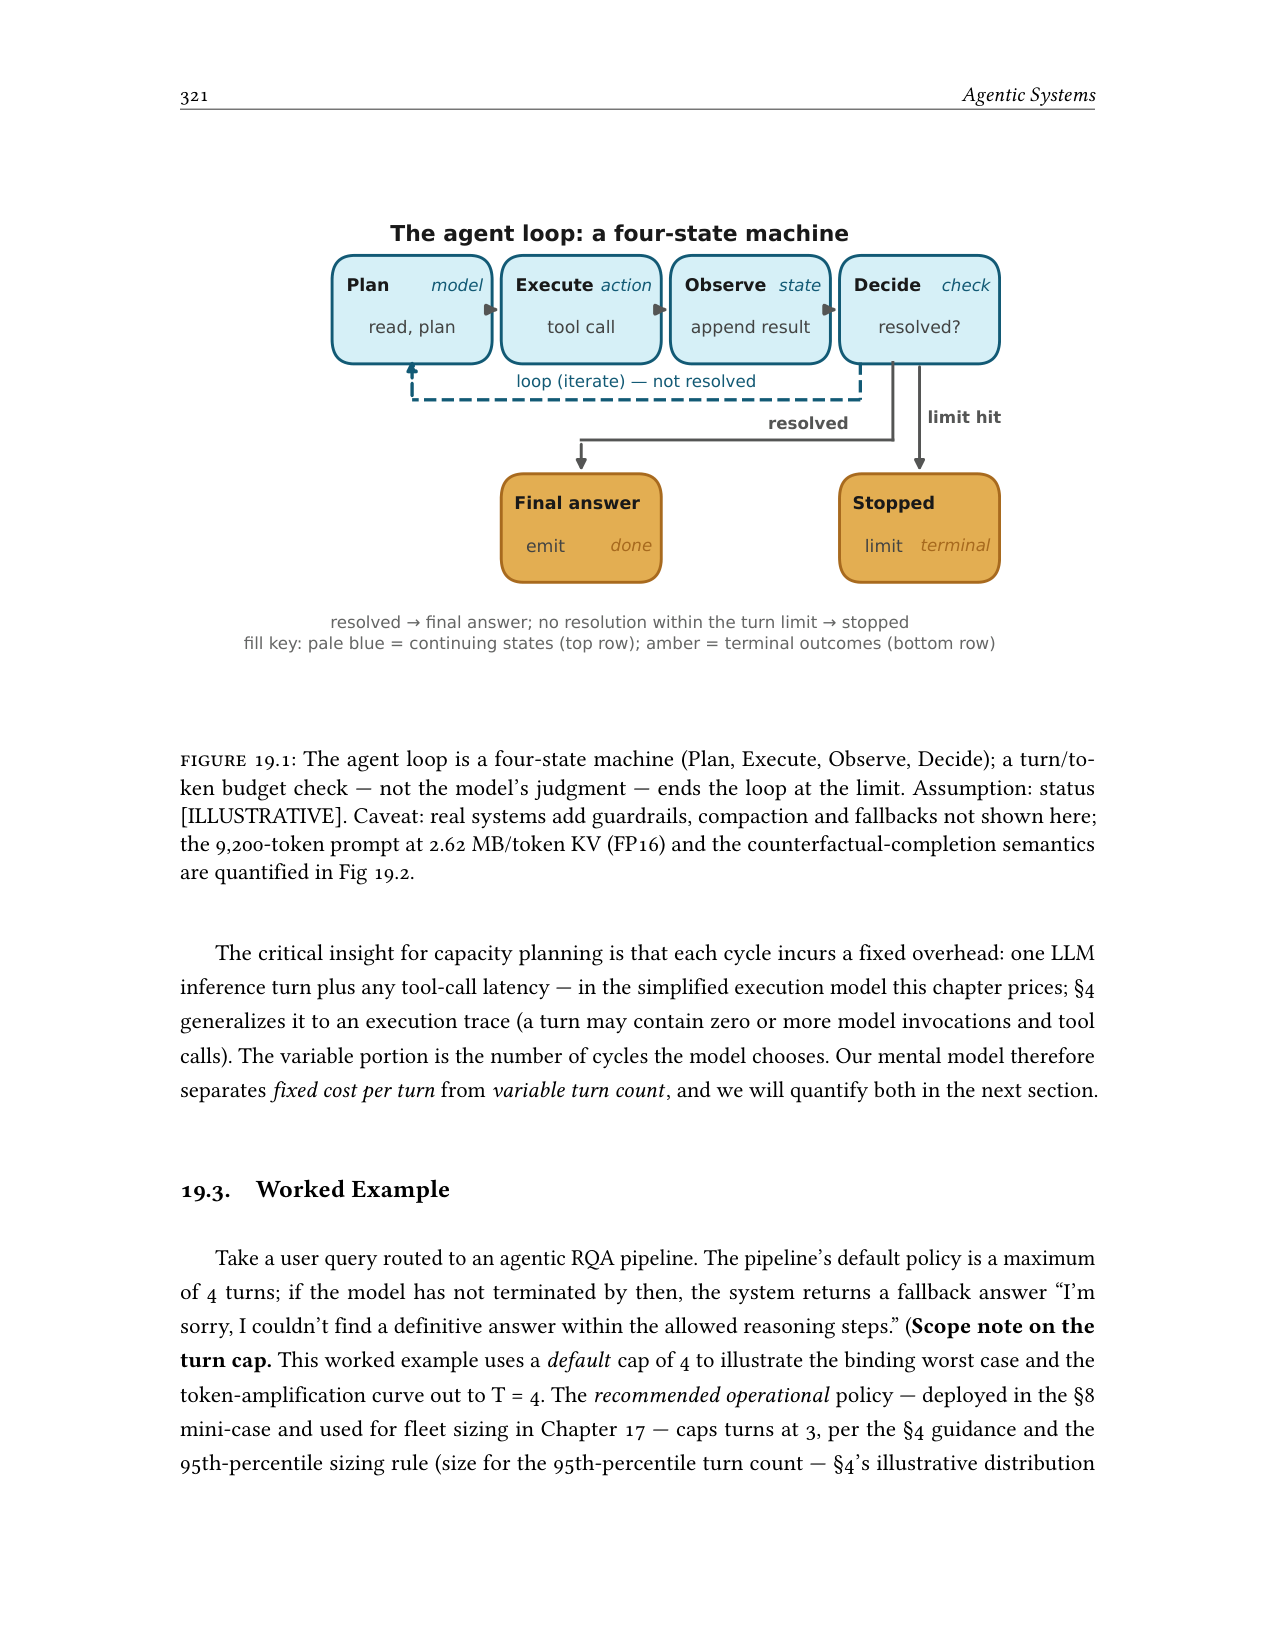 321 Agentic Systems
The agent loop: a four-state machine
Plan model Execute action Observe state Decide check
read, plan tool call append result resolved?
loop (iterate) — not resolved
resolved limit hit
Final answer Stopped
emit done limit terminal
resolved → final answer; no resolution within the turn limit → stopped
fill key: pale blue = continuing states (top row); amber = terminal outcomes (bottom row)
FIGURE 19.1: The agent loop is a four-state machine (Plan, Execute, Observe, Decide); a turn/to-
ken budget check — not the model’s judgment — ends the loop at the limit. Assumption: status
[ILLUSTRATIVE]. Caveat: real systems add guardrails, compaction and fallbacks not shown here;
the 9,200-token prompt at 2.62 MB/token KV (FP16) and the counterfactual-completion semantics
are quantified in Fig 19.2.
The critical insight for capacity planning is that each cycle incurs a fixed overhead: one LLM
inference turn plus any tool-call latency — in the simplified execution model this chapter prices; §4
generalizes it to an execution trace (a turn may contain zero or more model invocations and tool
calls). The variable portion is the number of cycles the model chooses. Our mental model therefore
separates fixed cost per turn from variable turn count, and we will quantify both in the next section.
19.3. Worked Example
Take a user query routed to an agentic RQA pipeline. The pipeline’s default policy is a maximum
of 4 turns; if the model has not terminated by then, the system returns a fallback answer “I’m
sorry, I couldn’t find a definitive answer within the allowed reasoning steps.” (Scope note on the
turn cap. This worked example uses a default cap of 4 to illustrate the binding worst case and the
token-amplification curve out to T = 4. The recommended operational policy — deployed in the §8
mini-case and used for fleet sizing in Chapter 17 — caps turns at 3, per the §4 guidance and the
95th-percentile sizing rule (size for the 95th-percentile turn count — §4’s illustrative distribution